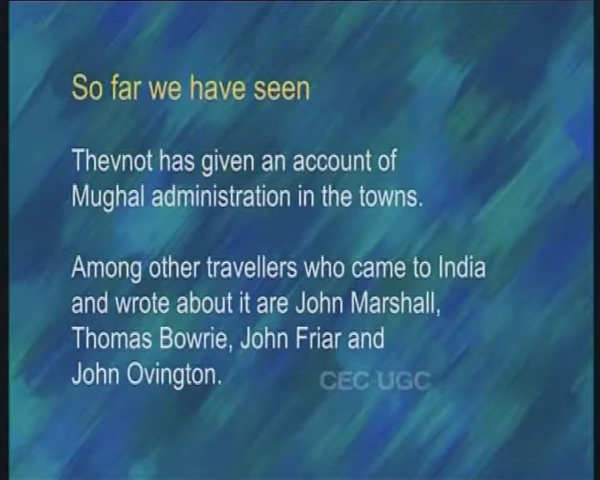 So far we have seen
Thevnot has given an account of
Mughal administration in the towns.
Among other travellers who came to India
and wrote about it are John Marshall,
Thomas Bowrie, John Friar and
John Ovington.
CEC-UGC